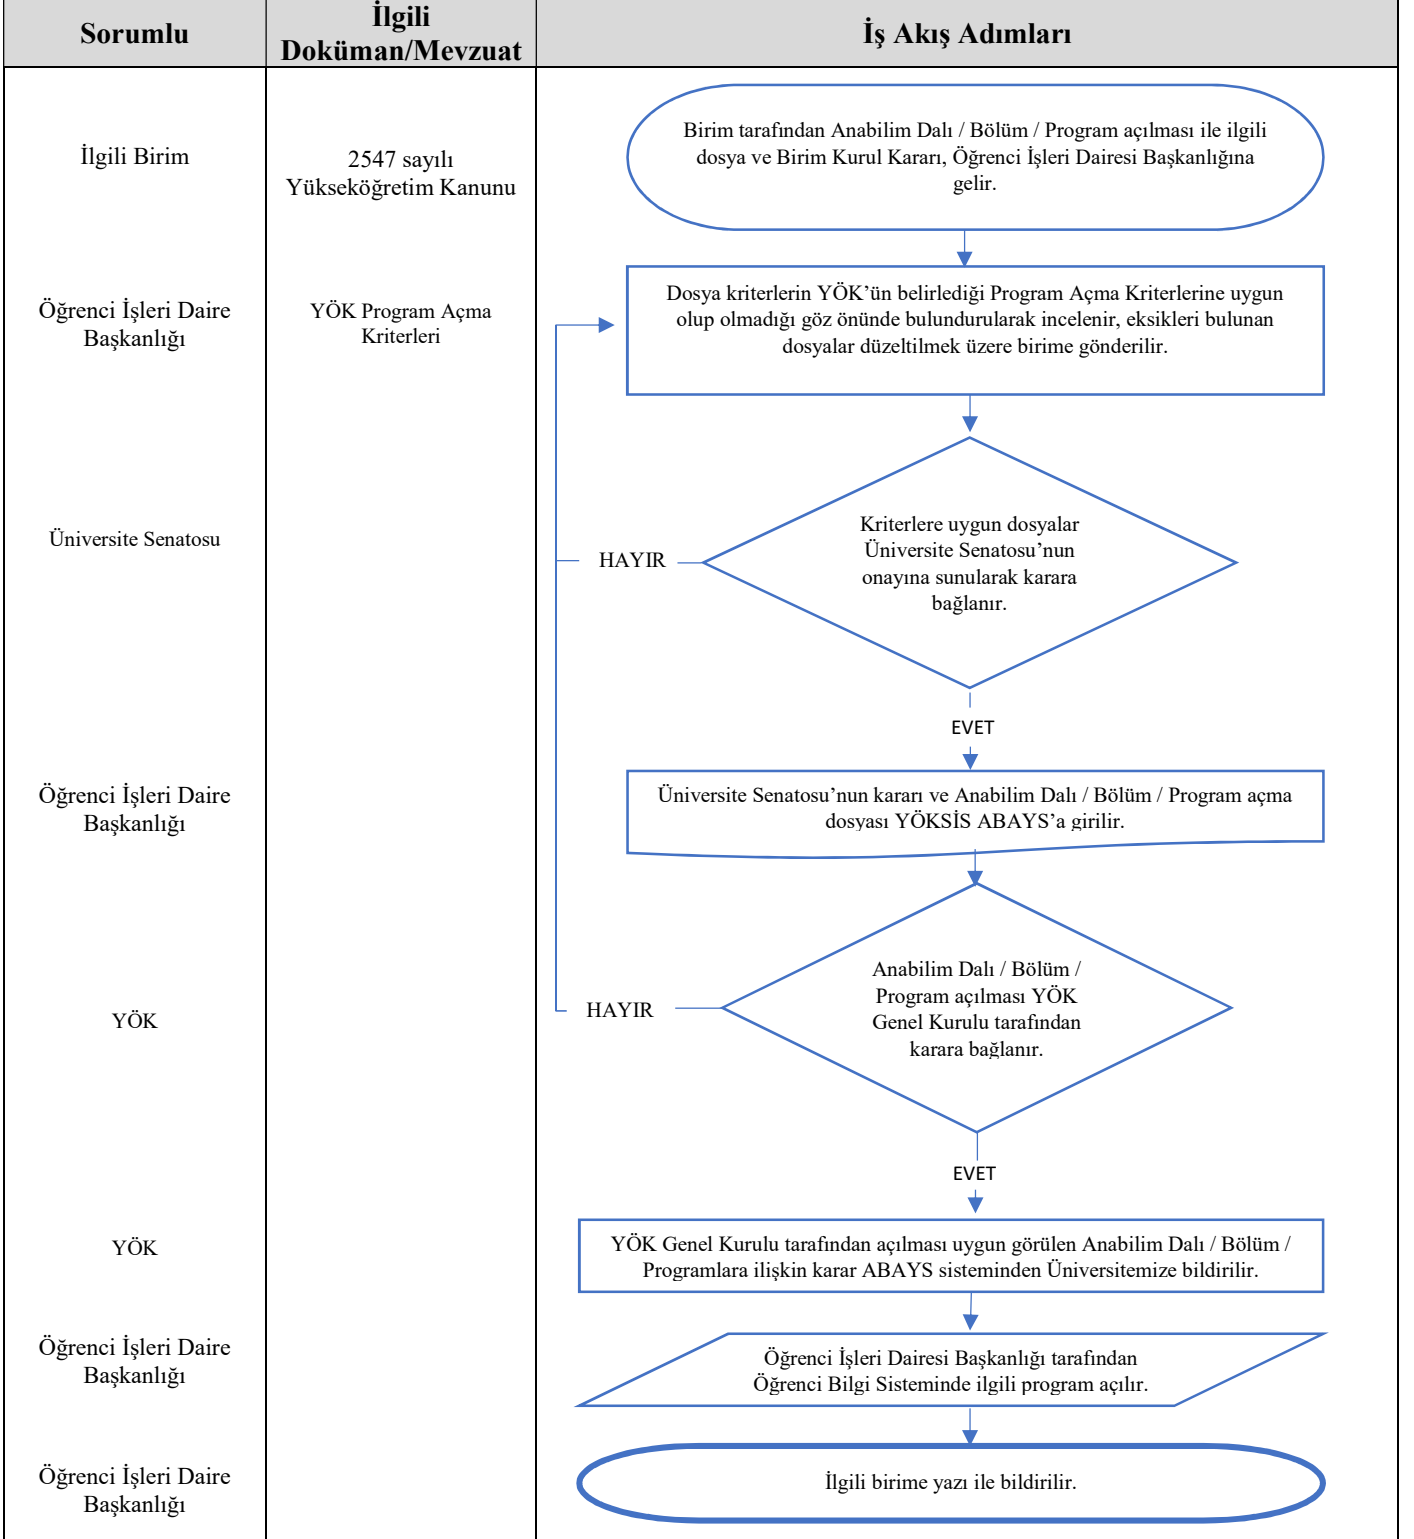 Sorumlu
İlgili
Doküman/Mevzuat
İş Akış Adımları
İlgili Birim
2547 sayılı
Yükseköğretim Kanunu
Birim tarafından Anabilim Dalı / Bölüm / Program açılması ile ilgili
dosya ve Birim Kurul Kararı, Öğrenci İşleri Dairesi Başkanlığına
gelir.
Öğrenci İşleri Daire
Başkanlığı
YÖK Program Açma
Kriterleri
Dosya kriterlerin YÖK’ün belirlediği Program Açma Kriterlerine uygun
olup olmadığı göz önünde bulundurularak incelenir, eksikleri bulunan
dosyalar düzeltilmek üzere birime gönderilir.
Üniversite Senatosu
HAYIR
Kriterlere uygun dosyalar
Üniversite Senatosu’nun
onayına sunularak karara
bağlanır.
EVET
Öğrenci İşleri Daire
Başkanlığı
Üniversite Senatosu’nun kararı ve Anabilim Dalı / Bölüm / Program açma
dosyası YÖKSİS ABAYS’a girilir.
YÖK
HAYIR
Anabilim Dalı / Bölüm /
Program açılması YÖK
Genel Kurulu tarafından
karara bağlanır.
EVET
YÖK
YÖK Genel Kurulu tarafından açılması uygun görülen Anabilim Dalı / Bölüm /
Programlara ilişkin karar ABAYS sisteminden Üniversitemize bildirilir.
Öğrenci İşleri Daire
Başkanlığı
Öğrenci İşleri Dairesi Başkanlığı tarafından
Öğrenci Bilgi Sisteminde ilgili program açılır.
Öğrenci İşleri Daire
Başkanlığı
İlgili birime yazı ile bildirilir.